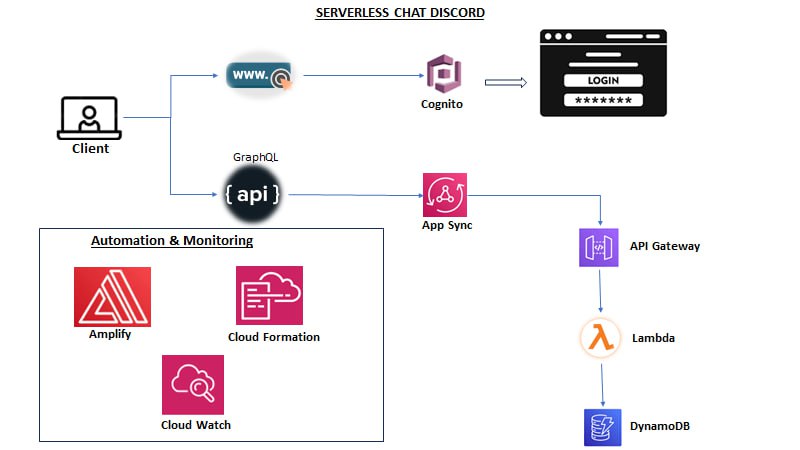 SERVERLESS CHAT DISCORD
www.
LOGIN
*******
Cognito
Client
GraphQL
{ api }
App Sync
Automation & Monitoring
API Gateway
Amplify
Cloud Formation
Lambda
Cloud Watch
DynamoDB